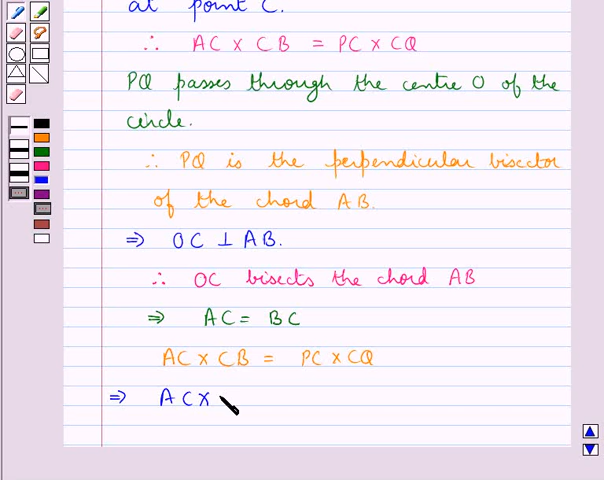 at point C.
∴ AC × CB = PC × CQ
PQ passes through the centre O of the
circle.
∴ PQ is the perpendicular bisector
of the chord AB.
⇒ OC ⊥ AB.
∴ OC bisects the chord AB
⇒ AC = BC
AC × CB = PC × CQ
⇒ AC ×